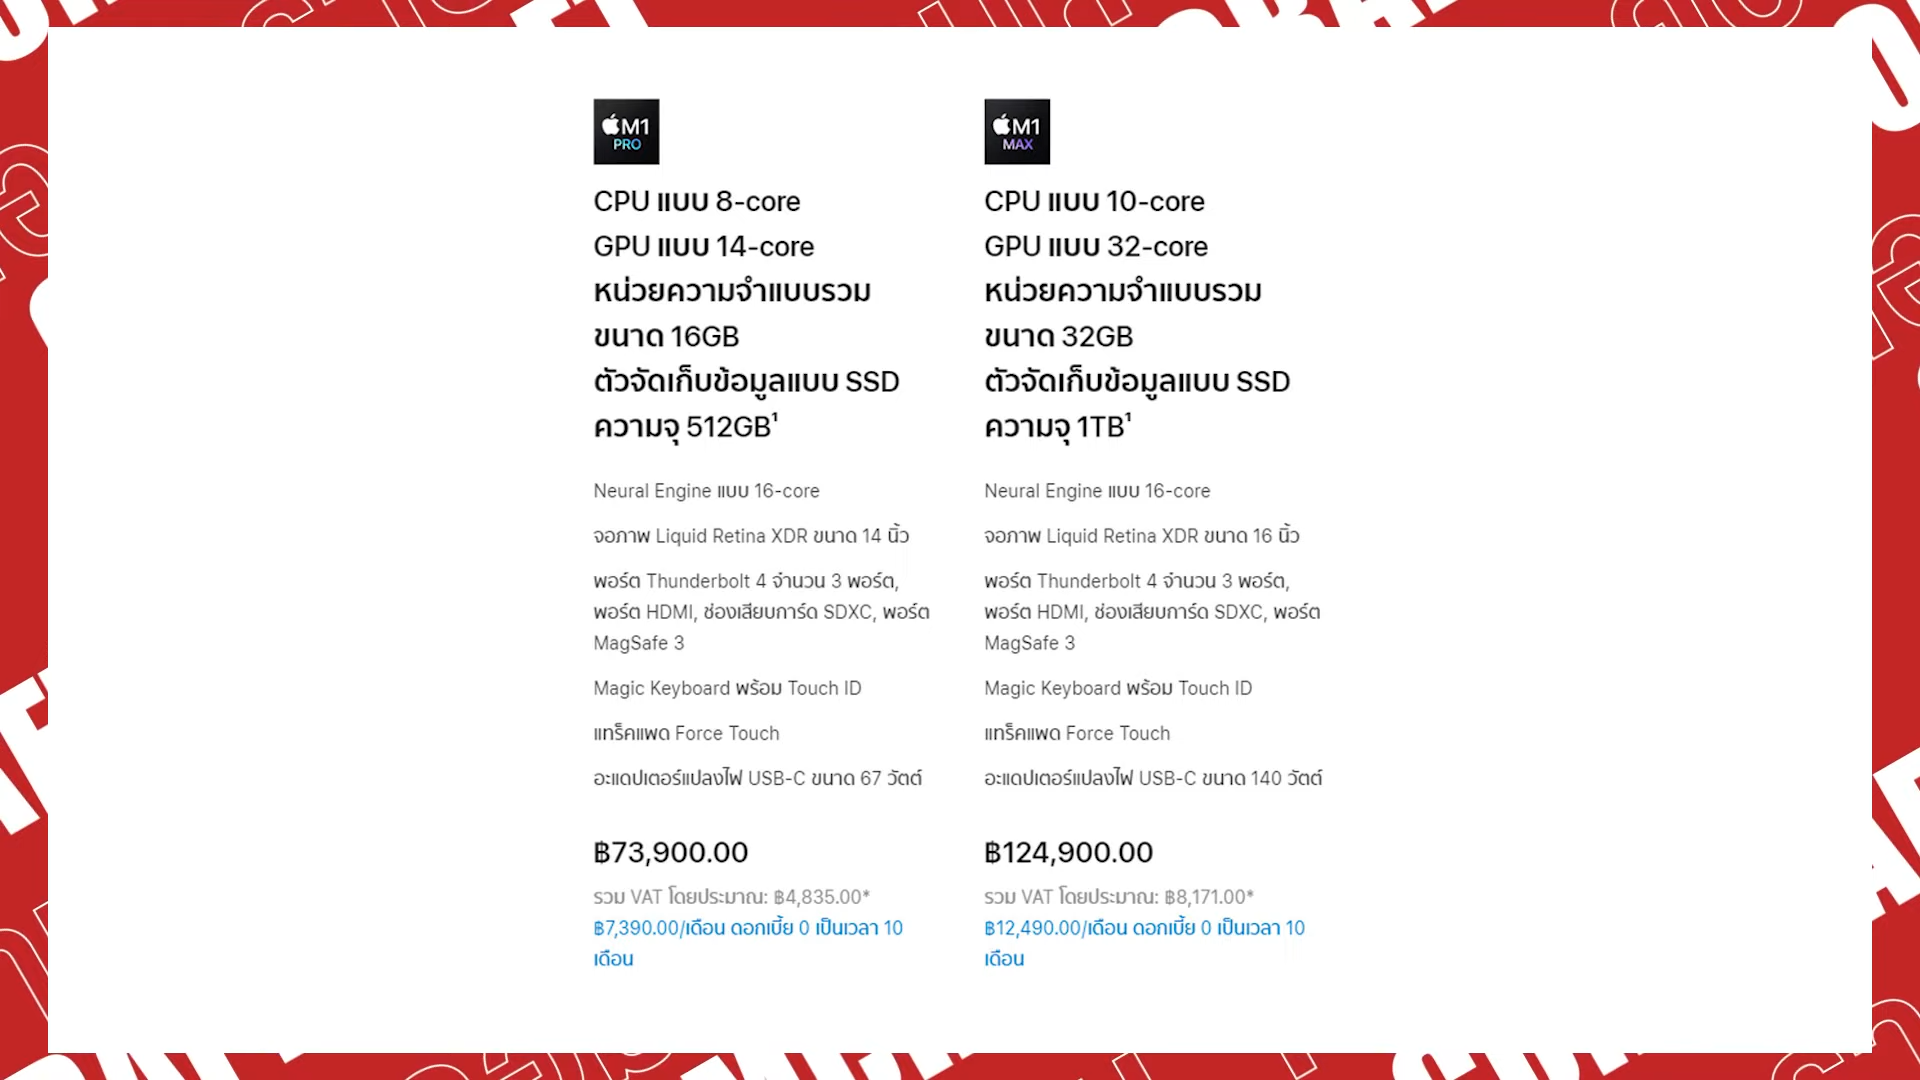 M1
PRO
CPU แบบ 8-core
GPU แบบ 14-core
หน่วยความจำแบบรวม
ขนาด 16GB
ตัวจัดเก็บข้อมูลแบบ SSD
ความจุ 512GB¹
Neural Engine แบบ 16-core
จอภาพ Liquid Retina XDR ขนาด 14 นิ้ว
พอร์ต Thunderbolt 4 จำนวน 3 พอร์ต,
พอร์ต HDMI, ช่องเสียบการ์ด SDXC, พอร์ต
MagSafe 3
Magic Keyboard พร้อม Touch ID
แทร็คแพด Force Touch
อะแดปเตอร์แปลงไฟ USB-C ขนาด 67 วัตต์
฿73,900.00
รวม VAT โดยประมาณ: ฿4,835.00*
฿7,390.00/เดือน ดอกเบี้ย 0 เป็นเวลา 10
เดือน
M1
MAX
CPU แบบ 10-core
GPU แบบ 32-core
หน่วยความจำแบบรวม
ขนาด 32GB
ตัวจัดเก็บข้อมูลแบบ SSD
ความจุ 1TB¹
Neural Engine แบบ 16-core
จอภาพ Liquid Retina XDR ขนาด 16 นิ้ว
พอร์ต Thunderbolt 4 จำนวน 3 พอร์ต,
พอร์ต HDMI, ช่องเสียบการ์ด SDXC, พอร์ต
MagSafe 3
Magic Keyboard พร้อม Touch ID
แทร็คแพด Force Touch
อะแดปเตอร์แปลงไฟ USB-C ขนาด 140 วัตต์
฿124,900.00
รวม VAT โดยประมาณ: ฿8,171.00*
฿12,490.00/เดือน ดอกเบี้ย 0 เป็นเวลา 10
เดือน